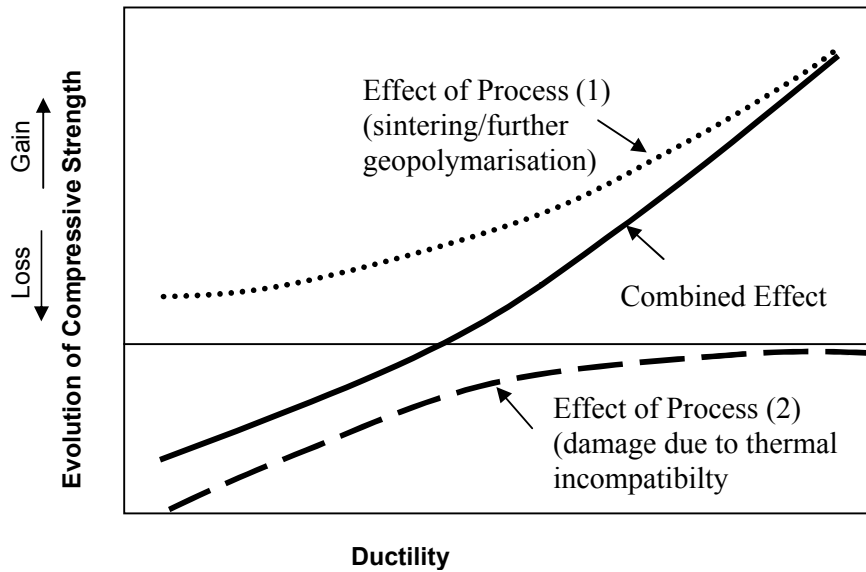 Evolution of Compressive Strength
Gain
Loss
Effect of Process (1)
(sintering/further
geopolymarisation)
Combined Effect
Effect of Process (2)
(damage due to thermal
incompatibilty
Ductility